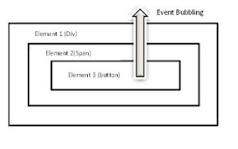 Event Bubbling
Element 1 (Div)
Element 2(Span)
Element 3 (button)